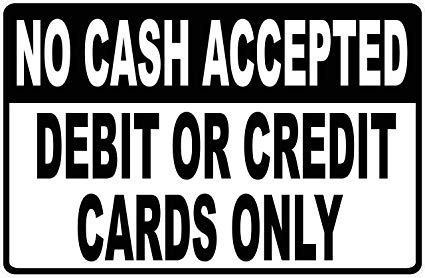 NO CASH ACCEPTED
DEBIT OR CREDIT
CARDS ONLY